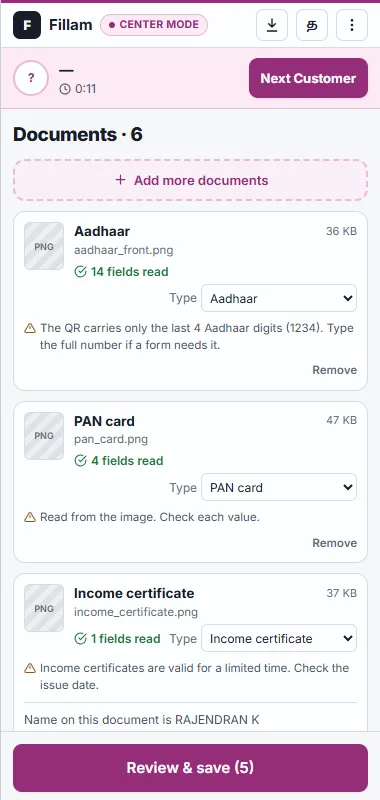 F Fillam CENTER MODE த
? —
0:11
Next Customer
Documents · 6
+ Add more documents
PNG Aadhaar 36 KB
aadhaar_front.png
14 fields read
Type Aadhaar
The QR carries only the last 4 Aadhaar digits (1234). Type
the full number if a form needs it.
Remove
PNG PAN card 47 KB
pan_card.png
4 fields read
Type PAN card
Read from the image. Check each value.
Remove
PNG Income certificate 37 KB
income_certificate.png
1 fields read Type Income certificate
Income certificates are valid for a limited time. Check the
issue date.
Name on this document is RAJENDRAN K
Review & save (5)